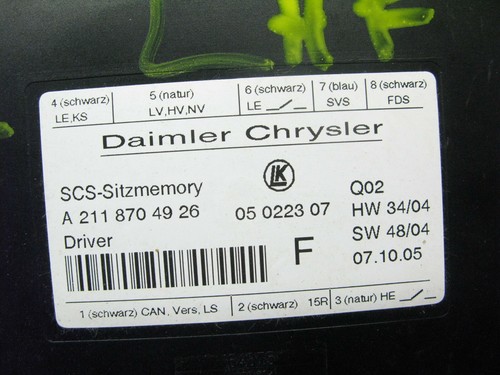 LHF
4 (schwarz) 5 (natur) 6 (schwarz) 7 (blau) 8 (schwarz)
LE,KS LV,HV,NV LE SVS FDS
Daimler Chrysler
LK
SCS-Sitzmemory Q02
A 211 870 49 26 05 0223 07 HW 34/04
Driver F SW 48/04
07.10.05
1 (schwarz) CAN, Vers, LS 2 (schwarz) 15R 3 (natur) HE